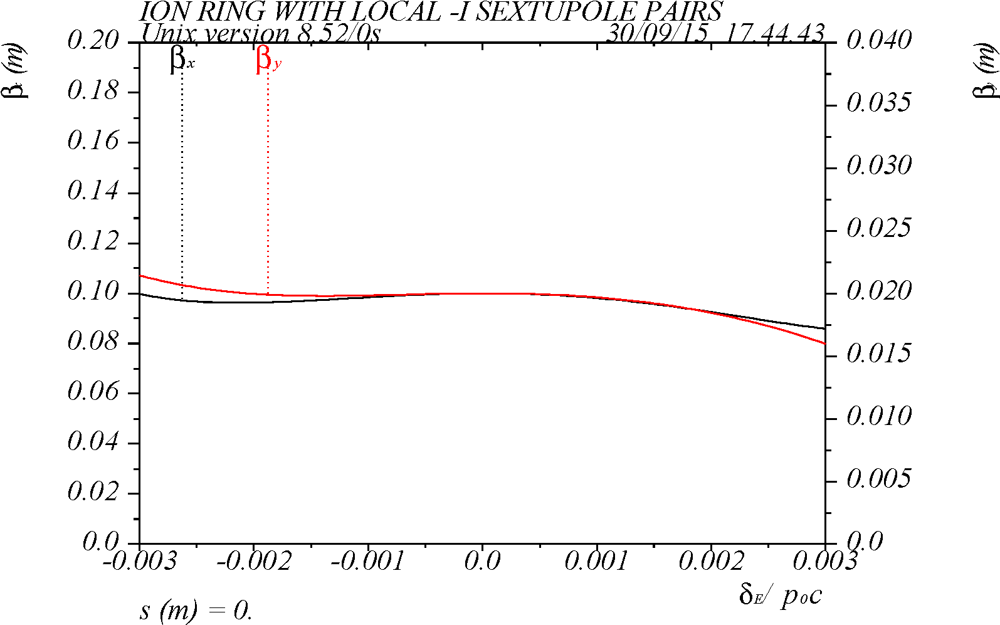 ION RING WITH LOCAL -I SEXTUPOLE PAIRS
Unix version 8.52/0s 30/09/15 17.44.43
βx (m)
0.20
0.18
0.16
0.14
0.12
0.10
0.08
0.06
0.04
0.02
0.0
βx
βy
0.040
0.035
0.030
0.025
0.020
0.015
0.010
0.005
0.0
βy (m)
-0.003 -0.002 -0.001 0.0 0.001 0.002 0.003
δE/ p0c
s (m) = 0.